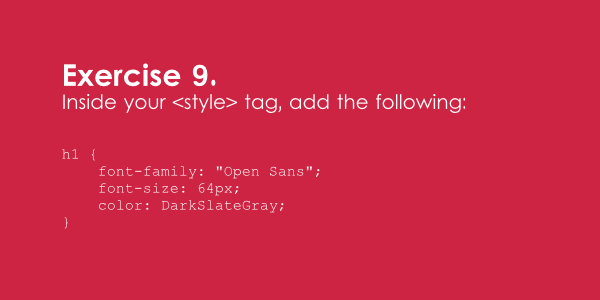 Exercise 9.
Inside your <style> tag, add the following:
h1 {
    font-family: "Open Sans";
    font-size: 64px;
    color: DarkSlateGray;
}